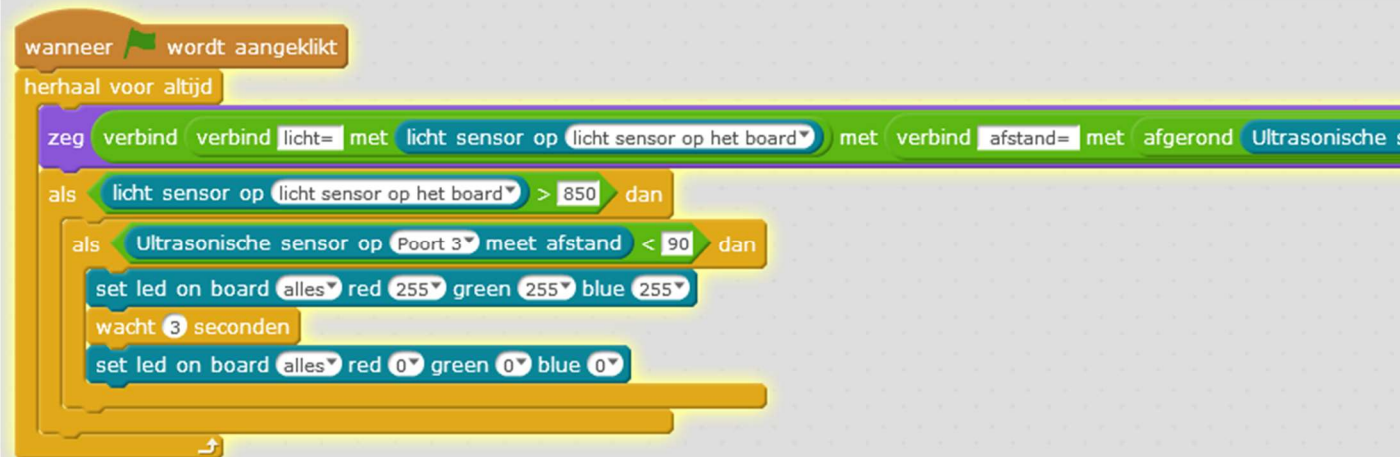 wanneer wordt aangeklikt
herhaal voor altijd
zeg verbind verbind licht= met licht sensor op licht sensor op het board met verbind afstand= met afgerond Ultrasonische
als licht sensor op licht sensor op het board > 850 dan
als Ultrasonische sensor op Poort 3 meet afstand < 90 dan
set led on board alles red 255 green 255 blue 255
wacht 3 seconden
set led on board alles red 0 green 0 blue 0